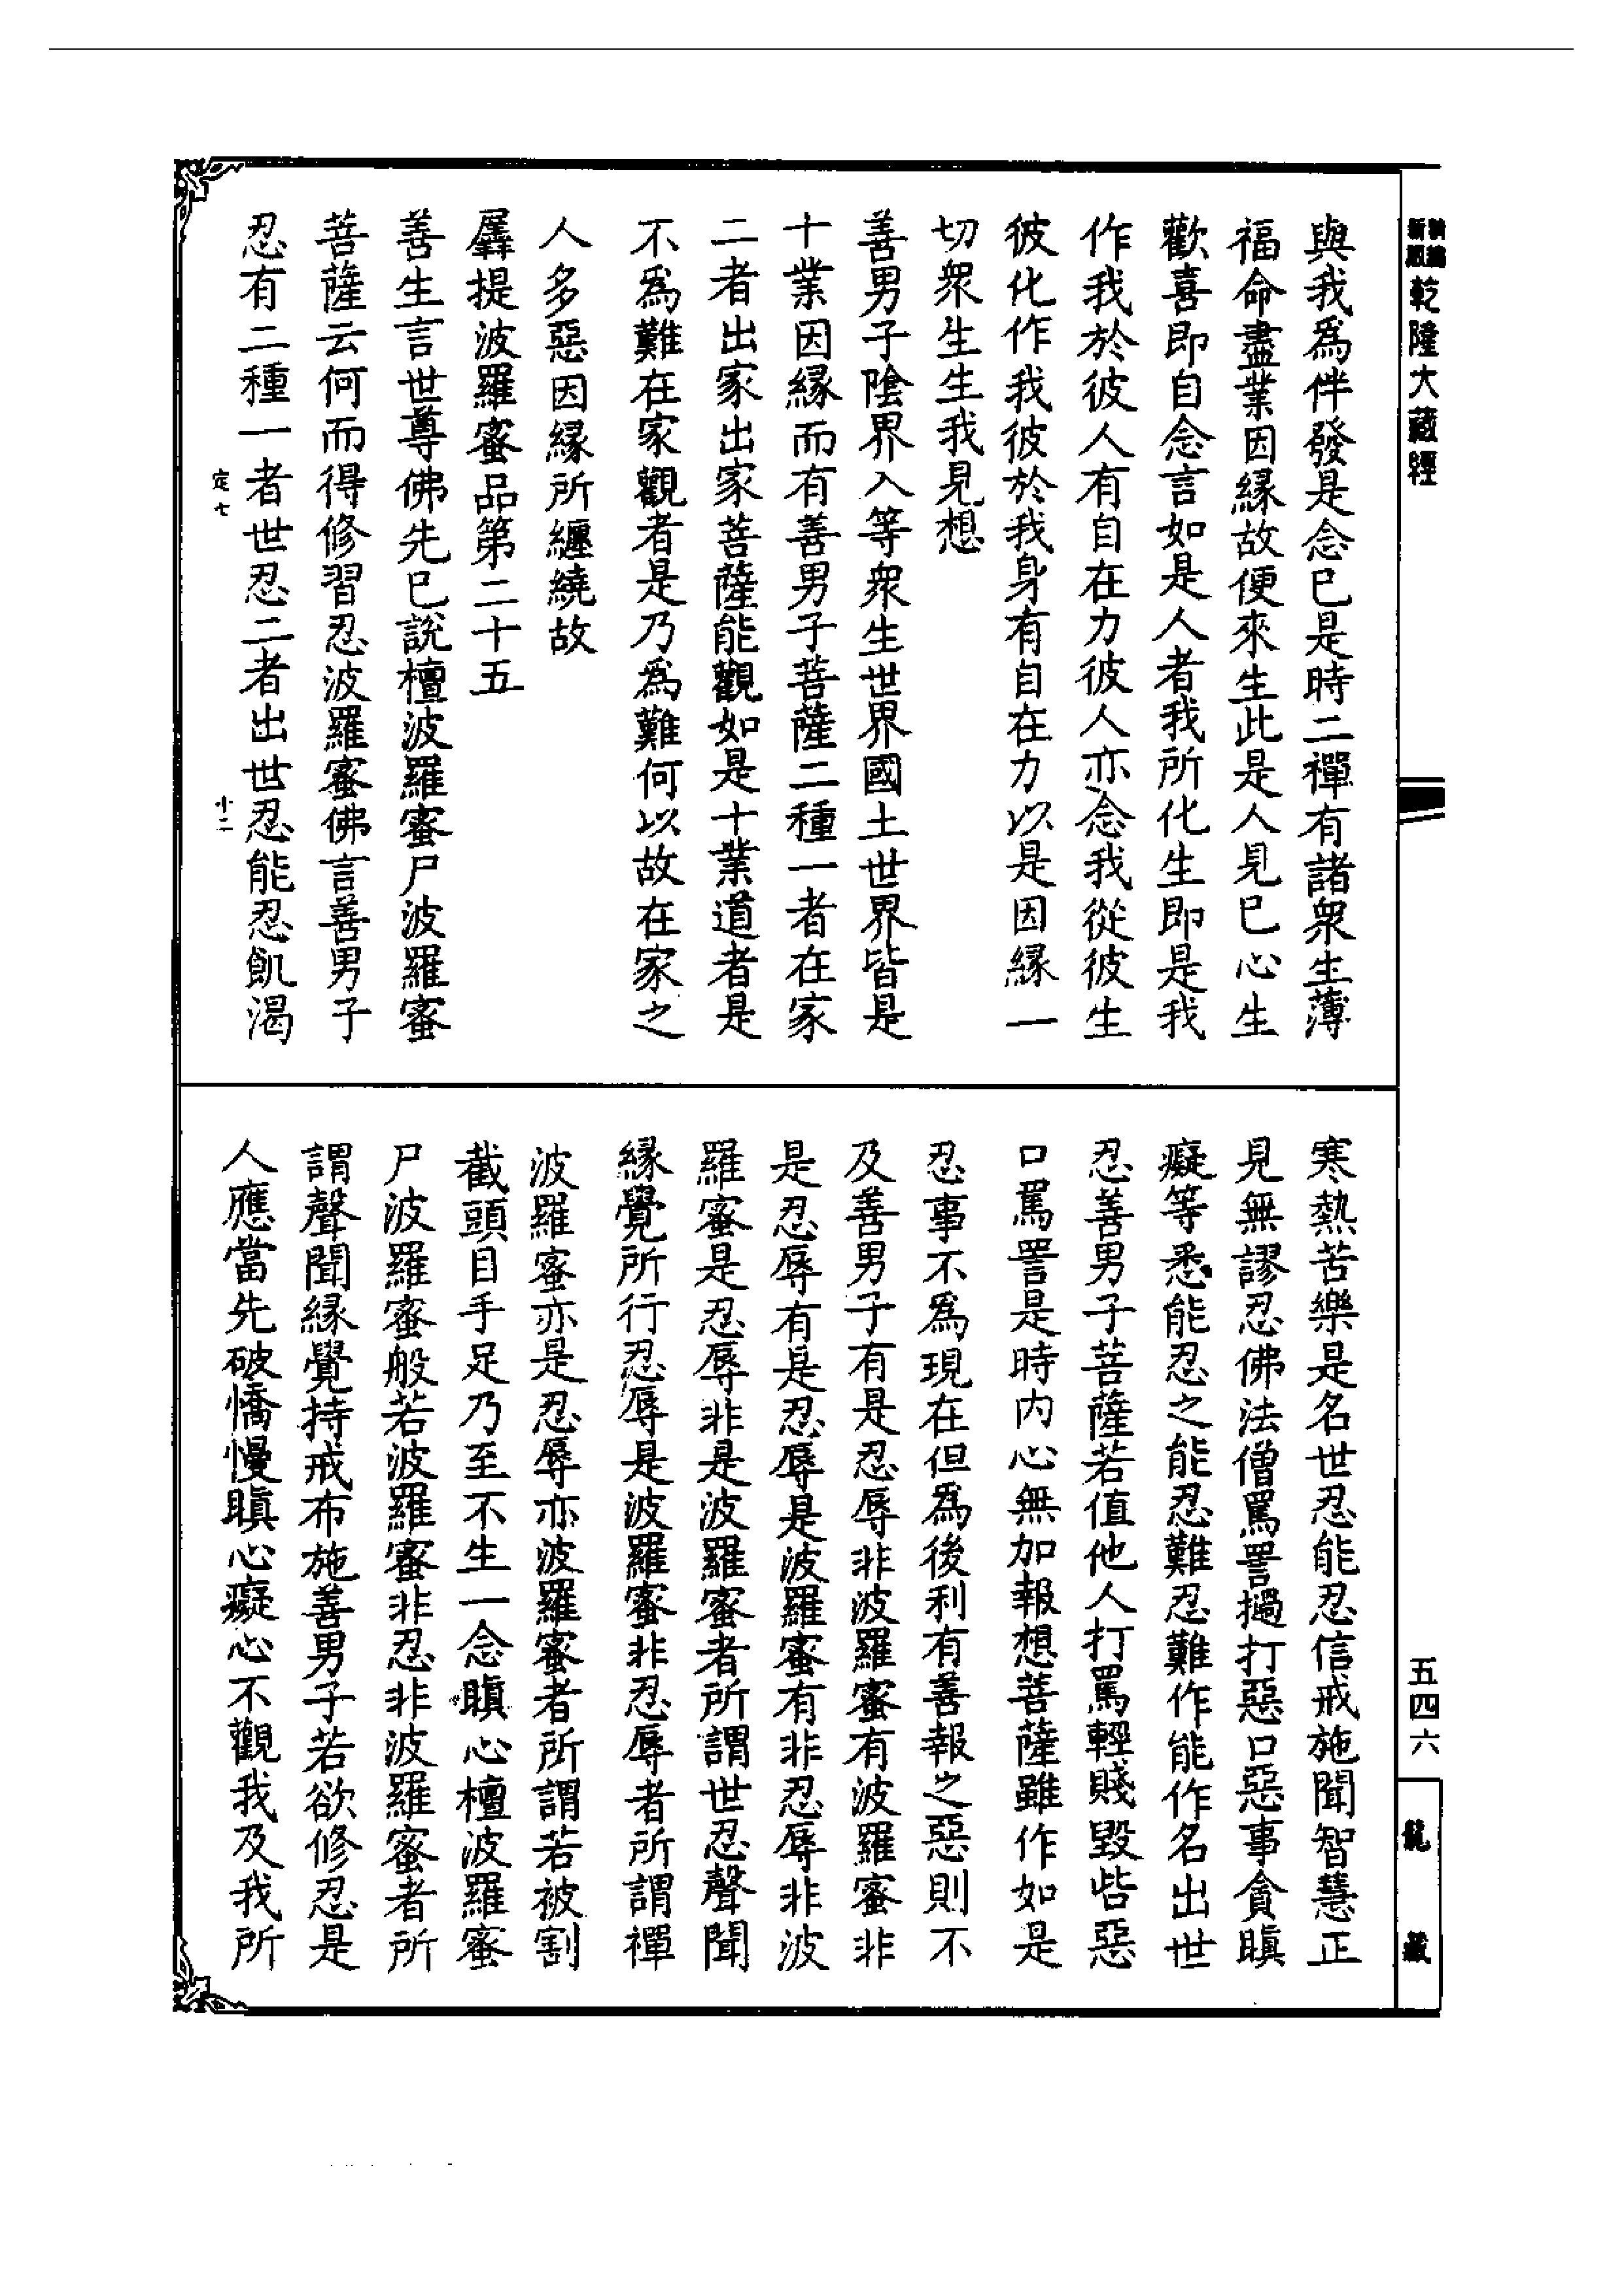 新編
新版
乾隆大藏經
與我爲伴發是念已是時二禪有諸衆生薄
福命盡業因緣故便來生此是人見已心生
歡喜即自念言如是人者我所化生即是我
作我於彼人有自在力彼人亦念我從彼生
彼化作我彼於我身有自在力以是因緣一
切衆生生我見想
善男子陰界入等衆生世界國土世界皆是
十業因緣而有善男子菩薩二種一者在家
二者出家出家菩薩能觀如是十業道者是
不爲難在家觀者是乃爲難何以故在家之
人多惡因緣所纏繞故
羼提波羅蜜品第二十五
善生言世尊佛先已說檀波羅蜜尸波羅蜜
菩薩云何而得修習忍波羅蜜佛言善男子
忍有二種一者世忍二者出世忍能忍飢渴
定七
十二
寒熱苦樂是名世忍能忍信戒施聞智慧正
見無謬忍佛法僧罵詈撾打惡口惡事貪瞋
癡等悉能忍之能忍難忍難作能作名出世
忍善男子菩薩若值他人打罵輕賤毀呰惡
口罵詈是時内心無加報想菩薩雖作如是
忍事不爲現在但爲後利有善報之惡則不
及善男子有是忍辱非波羅蜜有波羅蜜非
是忍辱有是忍辱是波羅蜜有非忍辱非波
羅蜜是忍辱非是波羅蜜者所謂世忍聲聞
緣覺所行忍辱是波羅蜜非忍辱者所謂禪
波羅蜜亦是忍辱亦波羅蜜者所謂若被割
截頭目手足乃至不生一念瞋心檀波羅蜜
尸波羅蜜般若波羅蜜非忍非波羅蜜者所
謂聲聞緣覺持戒布施善男子若欲修忍是
人應當先破憍慢瞋心癡心不觀我及我所
五四六
龍藏